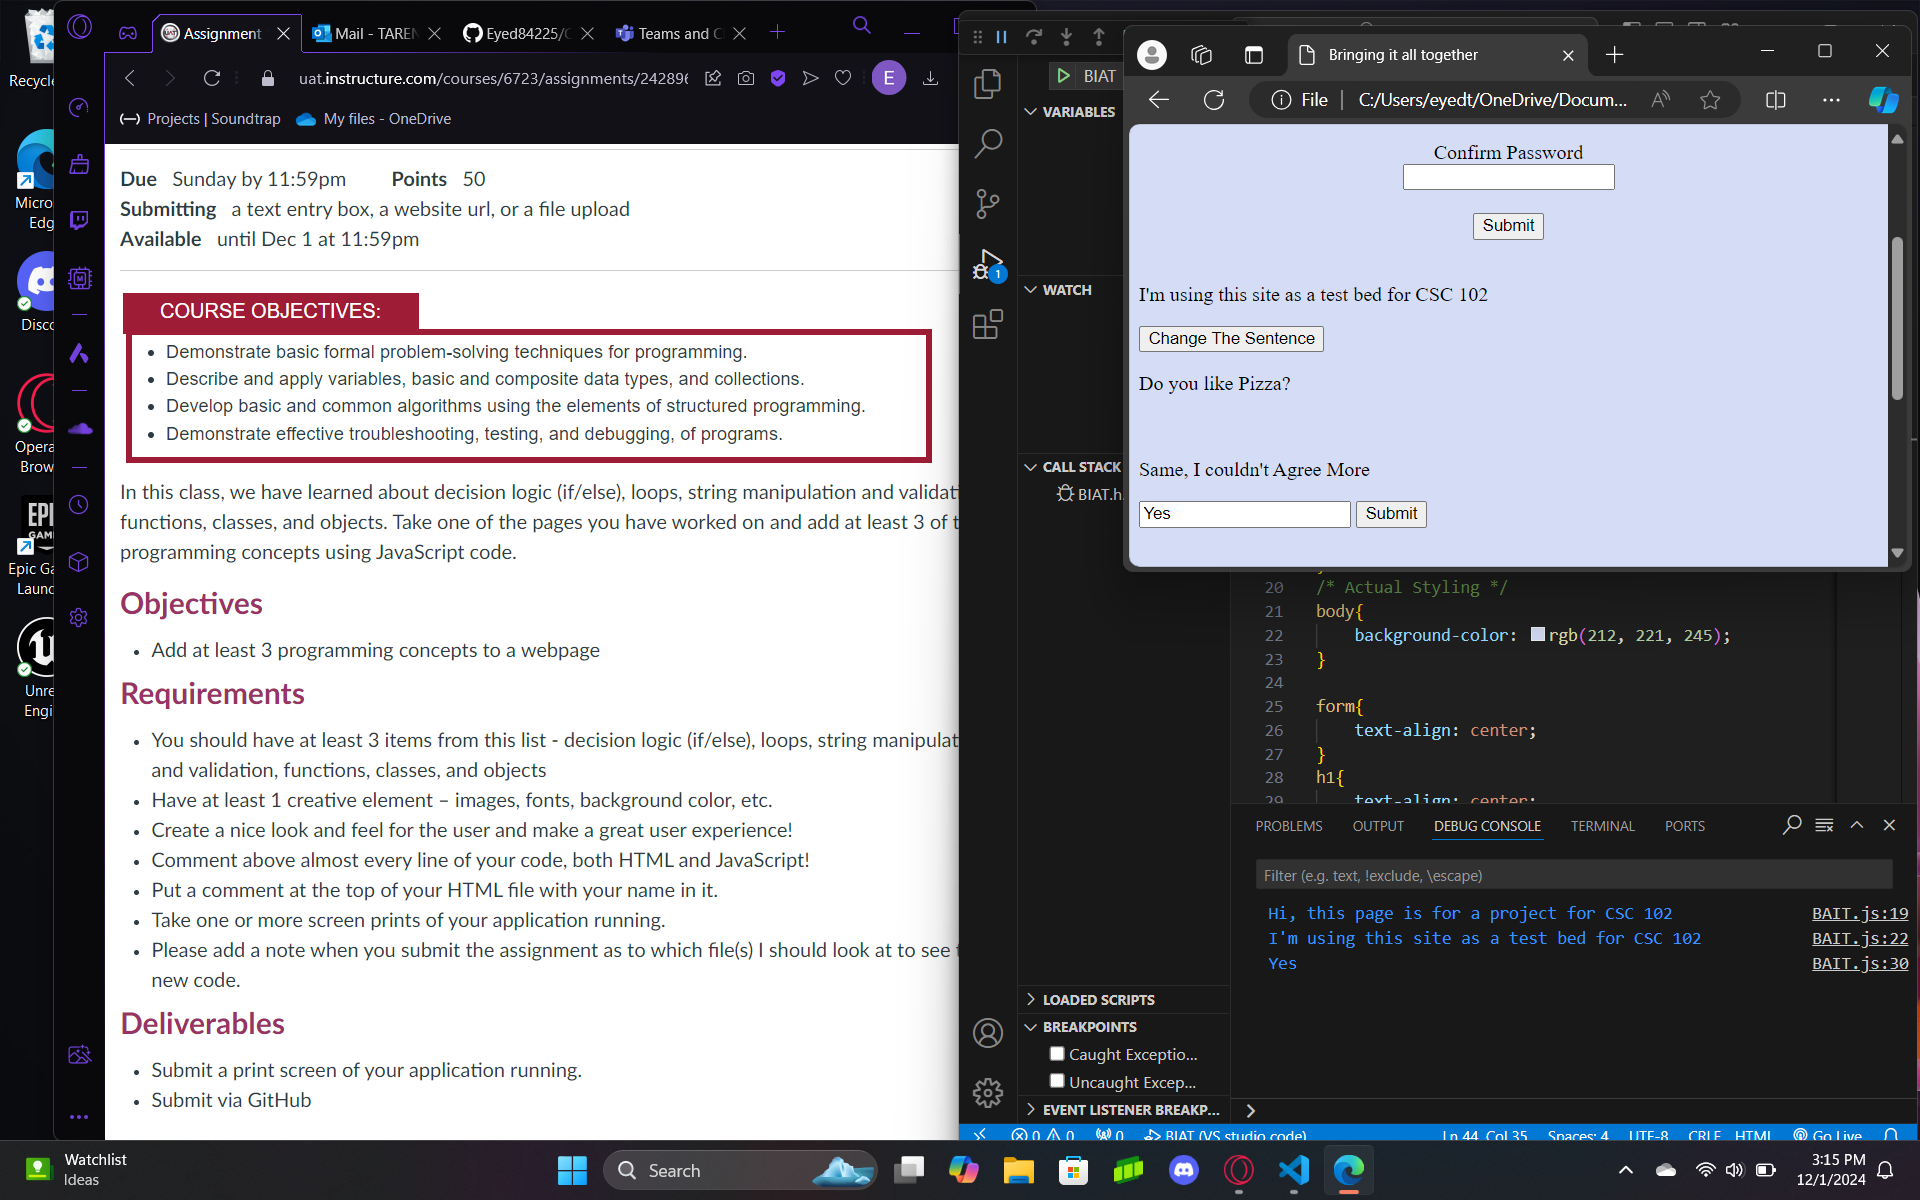 Recycle
Micro
Edg
Disco
Opera
Brow
EPI
GAM
Epic Ga
Laun
Unre
Engi
Assignment
Mail - TAREN
Eyed84225/C
Teams and C
uat.instructure.com/courses/6723/assignments/242896
E
Projects | Soundtrap
My files - OneDrive
Due Sunday by 11:59pm Points 50
Submitting a text entry box, a website url, or a file upload
Available until Dec 1 at 11:59pm
COURSE OBJECTIVES:
Demonstrate basic formal problem-solving techniques for programming.
Describe and apply variables, basic and composite data types, and collections.
Develop basic and common algorithms using the elements of structured programming.
Demonstrate effective troubleshooting, testing, and debugging, of programs.
In this class, we have learned about decision logic (if/else), loops, string manipulation and validati
functions, classes, and objects. Take one of the pages you have worked on and add at least 3 of t
programming concepts using JavaScript code.
Objectives
Add at least 3 programming concepts to a webpage
Requirements
You should have at least 3 items from this list - decision logic (if/else), loops, string manipulat
and validation, functions, classes, and objects
Have at least 1 creative element – images, fonts, background color, etc.
Create a nice look and feel for the user and make a great user experience!
Comment above almost every line of your code, both HTML and JavaScript!
Put a comment at the top of your HTML file with your name in it.
Take one or more screen prints of your application running.
Please add a note when you submit the assignment as to which file(s) I should look at to see t
new code.
Deliverables
Submit a print screen of your application running.
Submit via GitHub
BIAT
VARIABLES
WATCH
CALL STACK
BIAT.h
1
LOADED SCRIPTS
BREAKPOINTS
Caught Exceptio...
Uncaught Excep...
EVENT LISTENER BREAKP...
Bringing it all together
File C:/Users/eyedt/OneDrive/Docum...
Confirm Password
Submit
I'm using this site as a test bed for CSC 102
Change The Sentence
Do you like Pizza?
Same, I couldn't Agree More
Yes Submit
20 /* Actual Styling */
21 body{
22 background-color: rgb(212, 221, 245);
23 }
24
25 form{
26 text-align: center;
27 }
28 h1{
29 text-align: center;
PROBLEMS OUTPUT DEBUG CONSOLE TERMINAL PORTS
Filter (e.g. text, !exclude, \escape)
Hi, this page is for a project for CSC 102 BAIT.js:19
I'm using this site as a test bed for CSC 102 BAIT.js:22
Yes BAIT.js:30
0 0 0 BIAT (VS studio code) Ln 44, Col 35 Spaces: 4 UTF-8 CRLF HTML Go Live
Watchlist
Ideas
Search
3:15 PM
12/1/2024